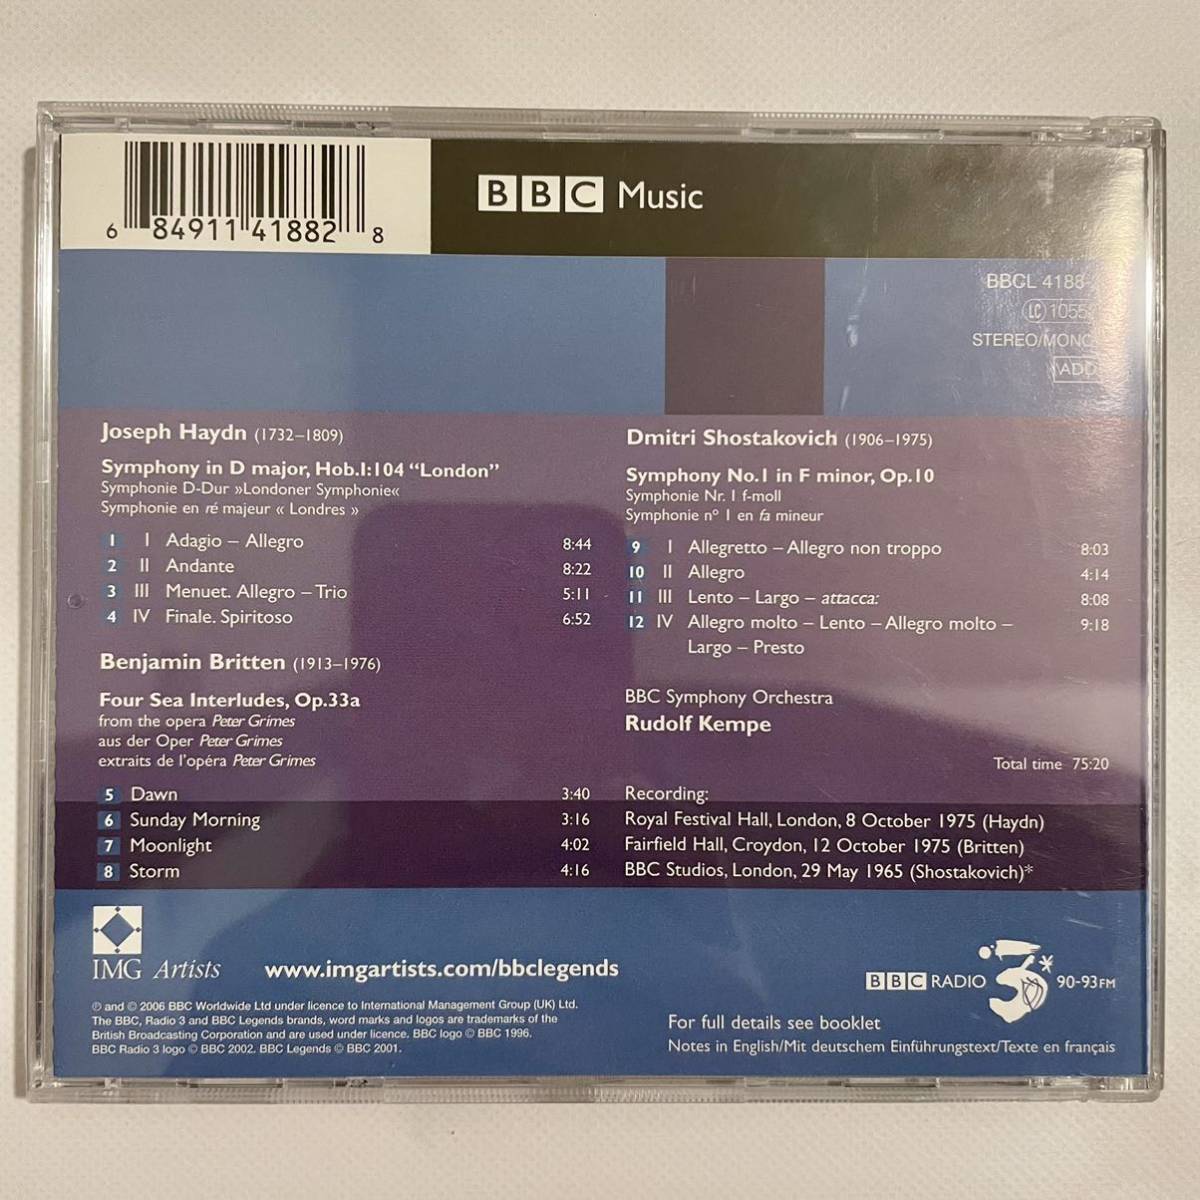 6 84911 41882 8
BBC Music
BBCL 4188-
LC 1055
STEREO/MONO
ADD
Joseph Haydn (1732–1809)
Symphony in D major, Hob.I:104 “London”
Symphonie D-Dur »Londoner Symphonie«
Symphonie en ré majeur « Londres »
1 I Adagio – Allegro 8:44
2 II Andante 8:22
3 III Menuet. Allegro – Trio 5:11
4 IV Finale. Spiritoso 6:52
Benjamin Britten (1913–1976)
Four Sea Interludes, Op.33a
from the opera Peter Grimes
aus der Oper Peter Grimes
extraits de l'opéra Peter Grimes
5 Dawn 3:40
6 Sunday Morning 3:16
7 Moonlight 4:02
8 Storm 4:16
Dmitri Shostakovich (1906–1975)
Symphony No.1 in F minor, Op.10
Symphonie Nr. 1 f-moll
Symphonie nº 1 en fa mineur
9 I Allegretto – Allegro non troppo 8:03
10 II Allegro 4:14
11 III Lento – Largo – attacca: 8:08
12 IV Allegro molto – Lento – Allegro molto – 9:18
Largo – Presto
BBC Symphony Orchestra
Rudolf Kempe
Total time 75:20
Recording:
Royal Festival Hall, London, 8 October 1975 (Haydn)
Fairfield Hall, Croydon, 12 October 1975 (Britten)
BBC Studios, London, 29 May 1965 (Shostakovich)*
IMG Artists
www.imgartists.com/bbclegends
BBC RADIO 3 90-93 FM
℗ and © 2006 BBC Worldwide Ltd under licence to International Management Group (UK) Ltd.
The BBC, Radio 3 and BBC Legends brands, word marks and logos are trademarks of the
British Broadcasting Corporation and are used under licence. BBC logo © BBC 1996.
BBC Radio 3 logo © BBC 2002. BBC Legends © BBC 2001.
For full details see booklet
Notes in English/Mit deutschem Einführungstext/Texte en français